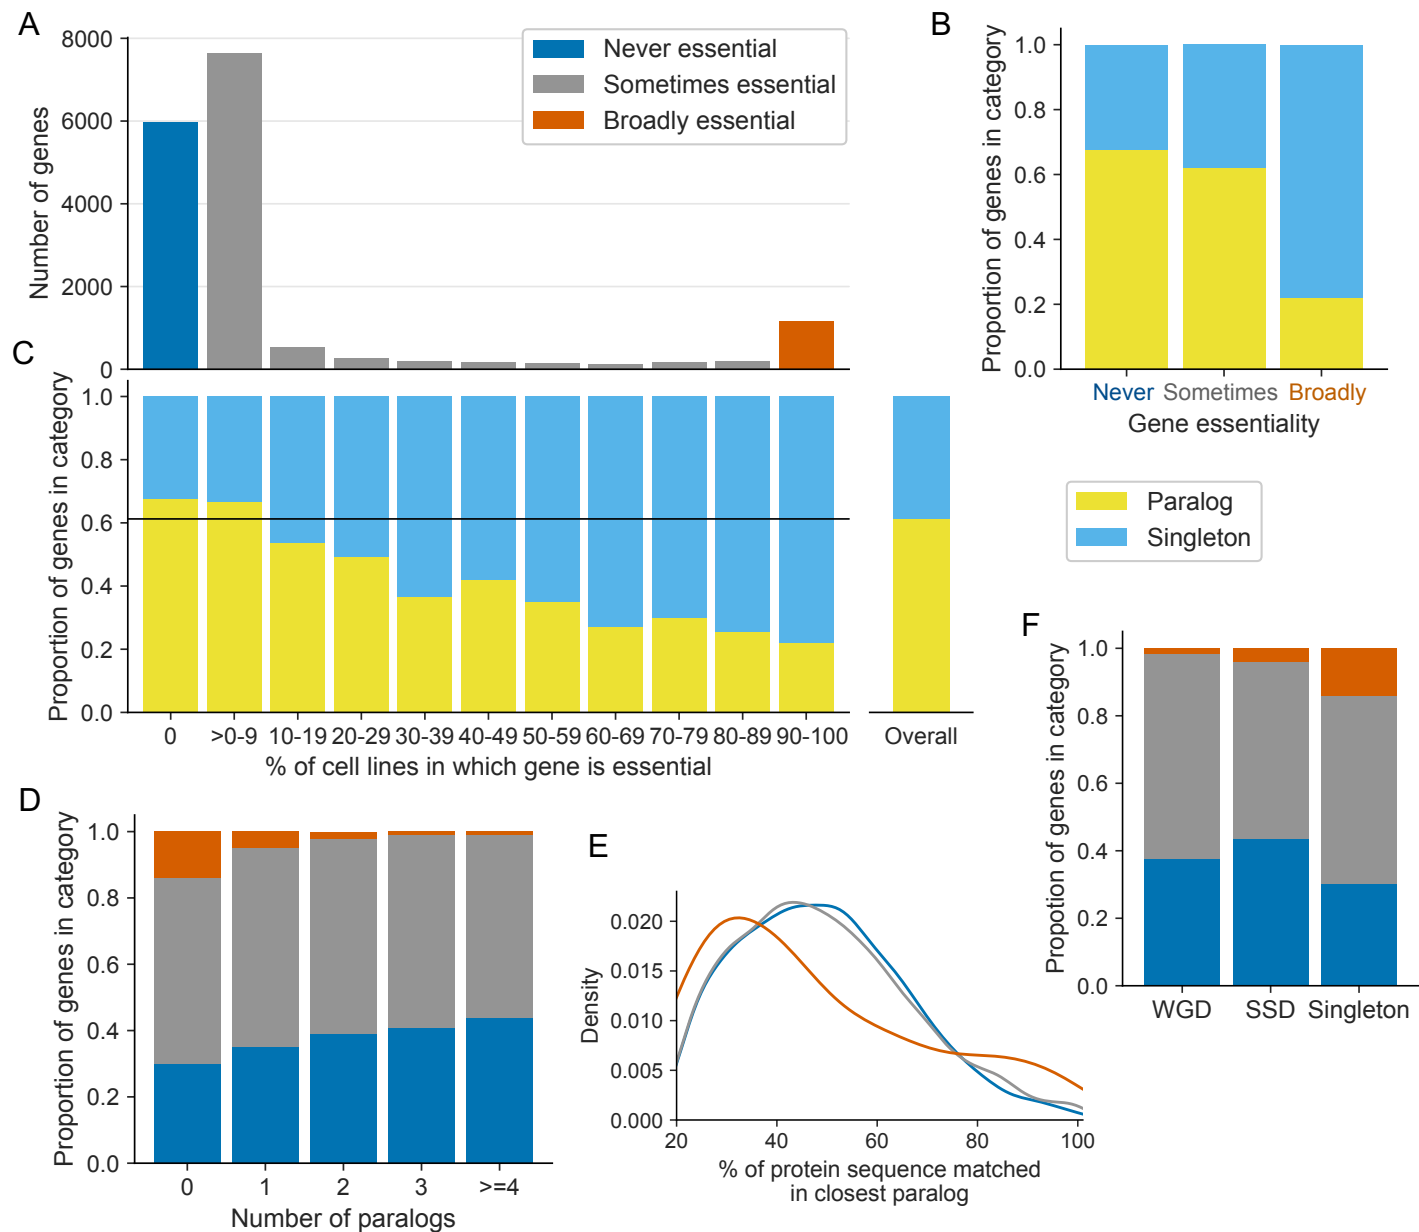 A
8000
6000
4000
2000
0
Number of genes
Never essential
Sometimes essential
Broadly essential
B
1.0
0.8
0.6
0.4
0.2
0.0
Proportion of genes in category
Never Sometimes Broadly
Gene essentiality
C
1.0
0.8
0.6
0.4
0.2
0.0
Proportion of genes in category
0 >0-9 10-19 20-29 30-39 40-49 50-59 60-69 70-79 80-89 90-100 Overall
% of cell lines in which gene is essential
Paralog
Singleton
D
1.0
0.8
0.6
0.4
0.2
0.0
Proportion of genes in category
0 1 2 3 >=4
Number of paralogs
E
0.020
0.015
0.010
0.005
0.000
Density
20 40 60 80 100
% of protein sequence matched
in closest paralog
F
1.0
0.8
0.6
0.4
0.2
0.0
Propotion of genes in category
WGD SSD Singleton